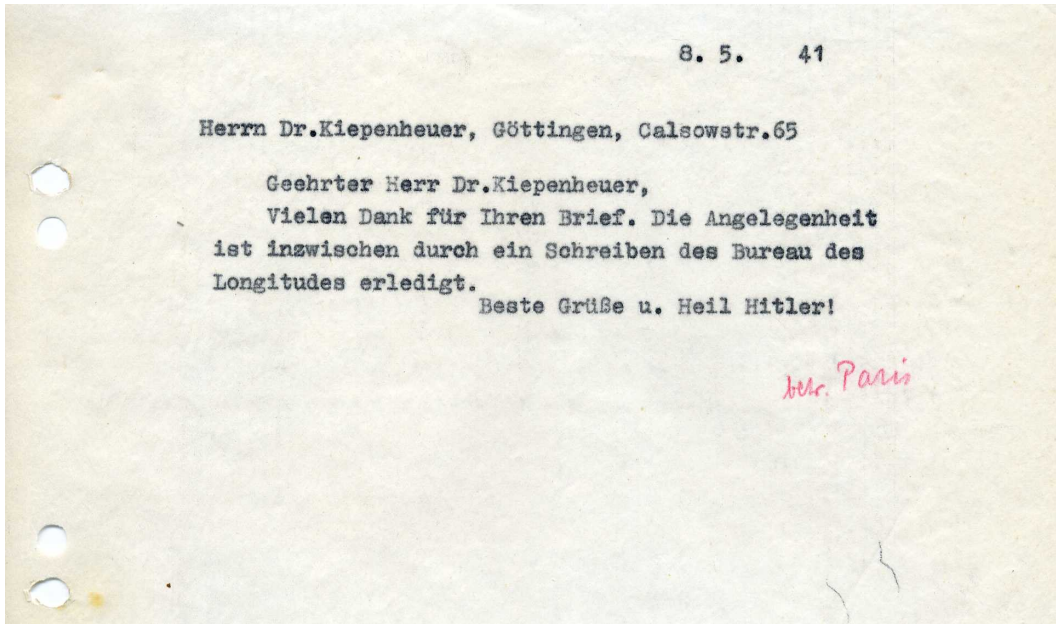 8. 5. 41
Herrn Dr.Kiepenheuer, Göttingen, Calsowstr.65
Geehrter Herr Dr.Kiepenheuer,
Vielen Dank für Ihren Brief. Die Angelegenheit
ist inzwischen durch ein Schreiben des Bureau des
Longitudes erledigt.
Beste Grüße u. Heil Hitler!
betr. Paris